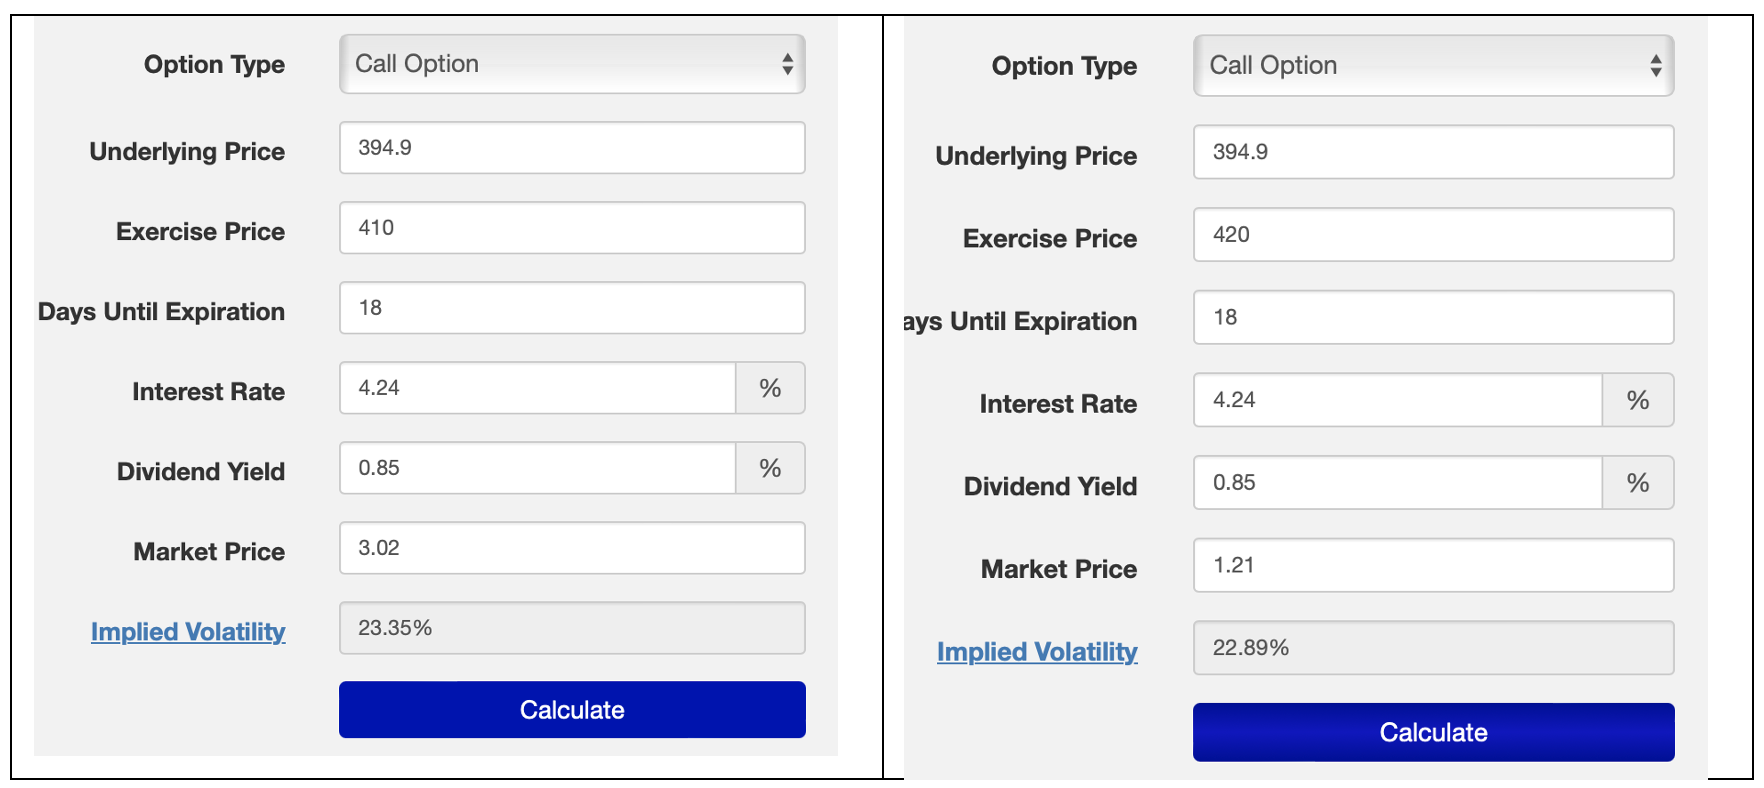 Option Type Call Option
Underlying Price 394.9
Exercise Price 410
Days Until Expiration 18
Interest Rate 4.24 %
Dividend Yield 0.85 %
Market Price 3.02
Implied Volatility 23.35%
Calculate
Option Type Call Option
Underlying Price 394.9
Exercise Price 420
ays Until Expiration 18
Interest Rate 4.24 %
Dividend Yield 0.85 %
Market Price 1.21
Implied Volatility 22.89%
Calculate